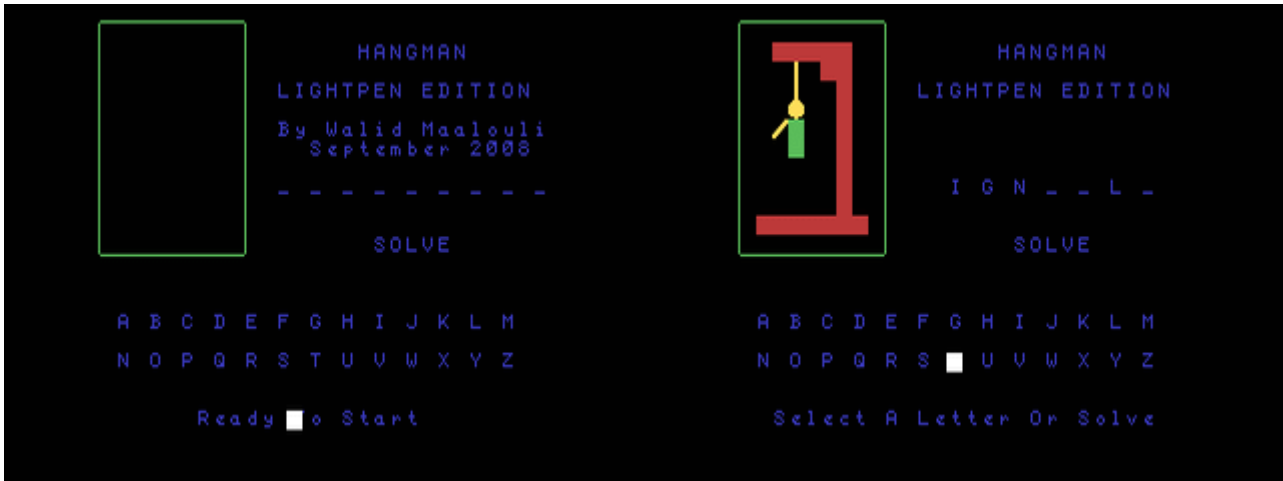 HANGMAN
LIGHTPEN EDITION
By Walid Maalouli
September 2008
_ _ _ _ _ _ _ _ _
SOLVE
A B C D E F G H I J K L M
N O P Q R S T U V W X Y Z
Ready o Start
HANGMAN
LIGHTPEN EDITION
I G N _ _ L _
SOLVE
A B C D E F G H I J K L M
N O P Q R S U V W X Y Z
Select A Letter Or Solve